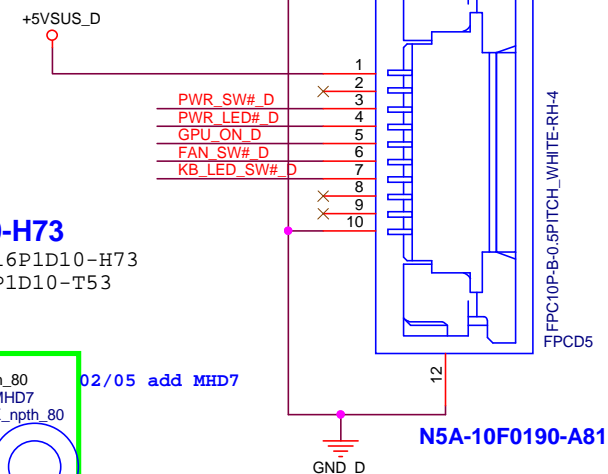 +5VSUS_D
1
2
PWR_SW#_D 3
PWR_LED#_D 4
GPU_ON_D 5
FAN_SW#_D 6
KB_LED_SW#_D 7
8
9
10
FPC10P-B-0.5PITCH_WHITE-RH-4
FPCD5
-H73
16P1D10-H73
P1D10-T53
02/05 add MHD7
_80
MHD7
_npth_80
12
N5A-10F0190-A81
GND_D